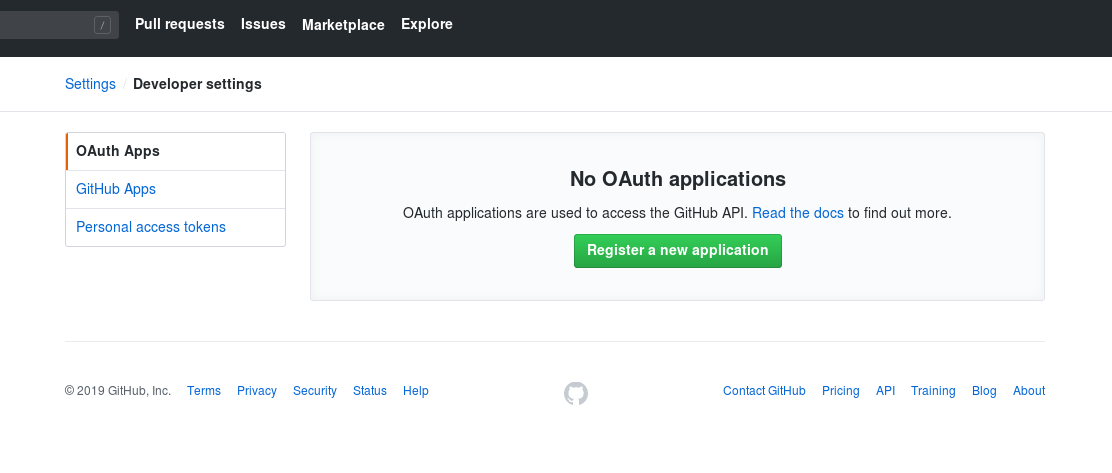 / Pull requests Issues Marketplace Explore
Settings / Developer settings
OAuth Apps
GitHub Apps
Personal access tokens
No OAuth applications
OAuth applications are used to access the GitHub API. Read the docs to find out more.
Register a new application
© 2019 GitHub, Inc. Terms Privacy Security Status Help
Contact GitHub Pricing API Training Blog About